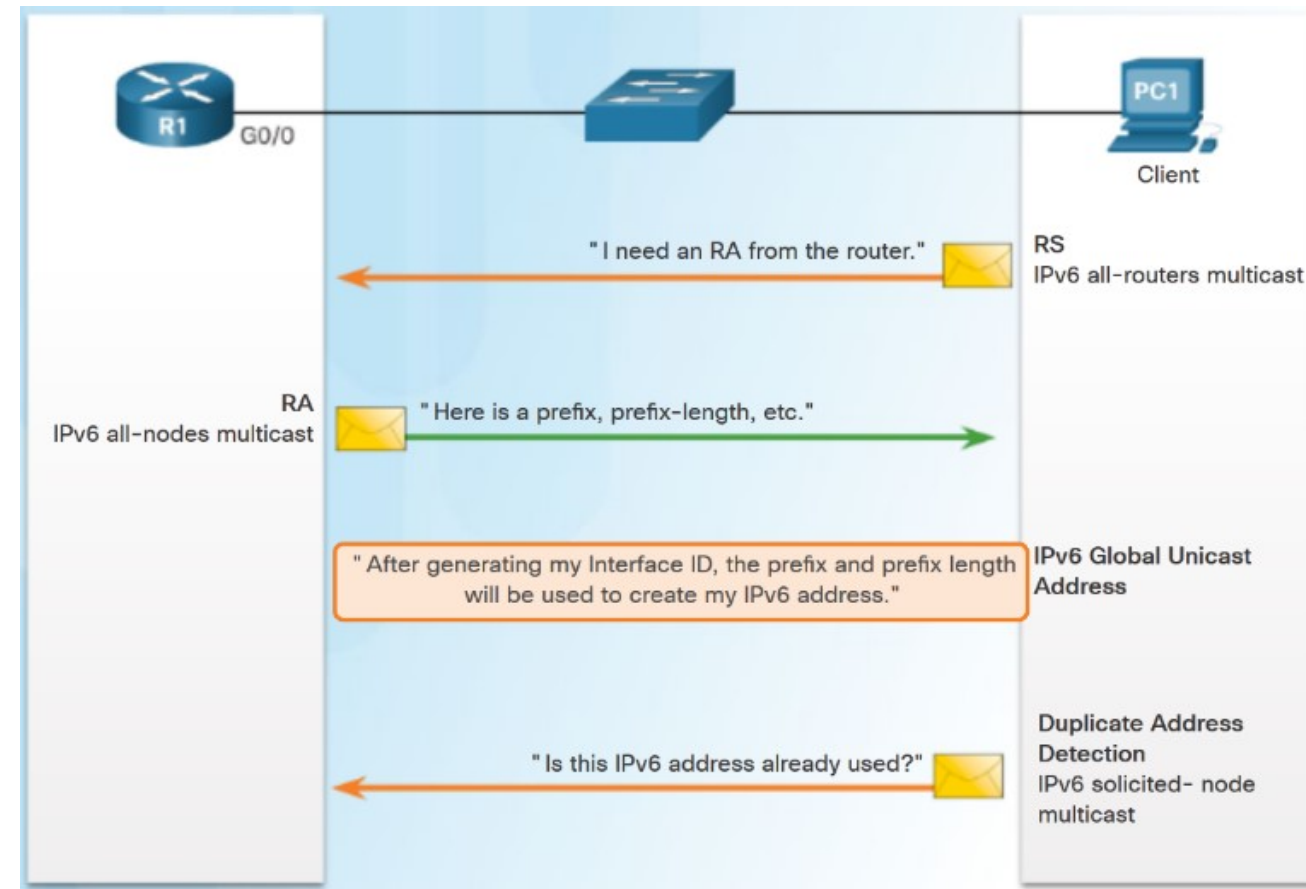 R1
G0/0
PC1
Client
" I need an RA from the router."
RS
IPv6 all-routers multicast
RA
IPv6 all-nodes multicast
" Here is a prefix, prefix-length, etc."
" After generating my Interface ID, the prefix and prefix length
will be used to create my IPv6 address."
IPv6 Global Unicast
Address
" Is this IPv6 address already used?"
Duplicate Address
Detection
IPv6 solicited- node
multicast